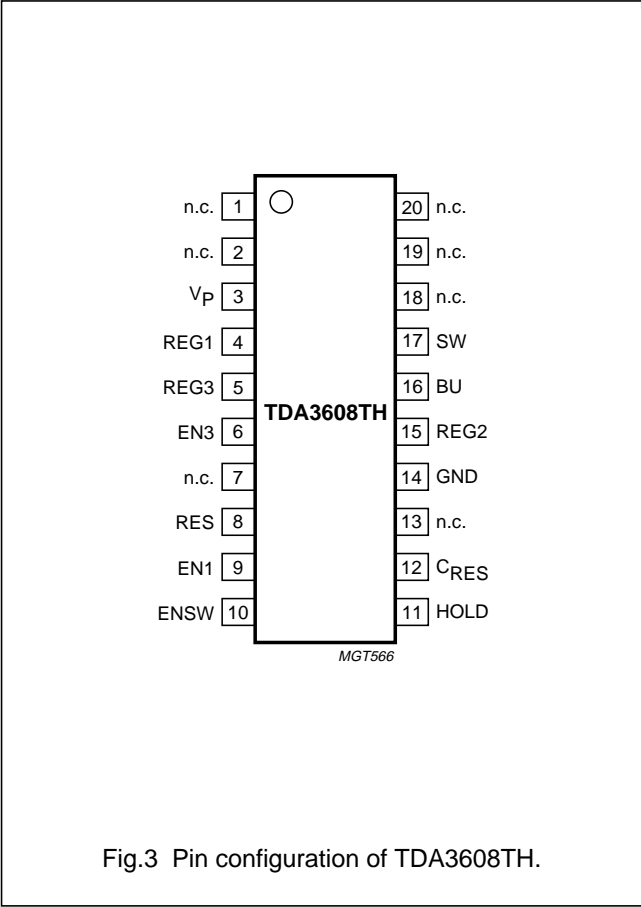 n.c. 1 20 n.c.
n.c. 2 19 n.c.
VP 3 18 n.c.
REG1 4 17 SW
REG3 5 16 BU
TDA3608TH
EN3 6 15 REG2
n.c. 7 14 GND
RES 8 13 n.c.
EN1 9 12 CRES
ENSW 10 11 HOLD
MGT566
Fig.3 Pin configuration of TDA3608TH.